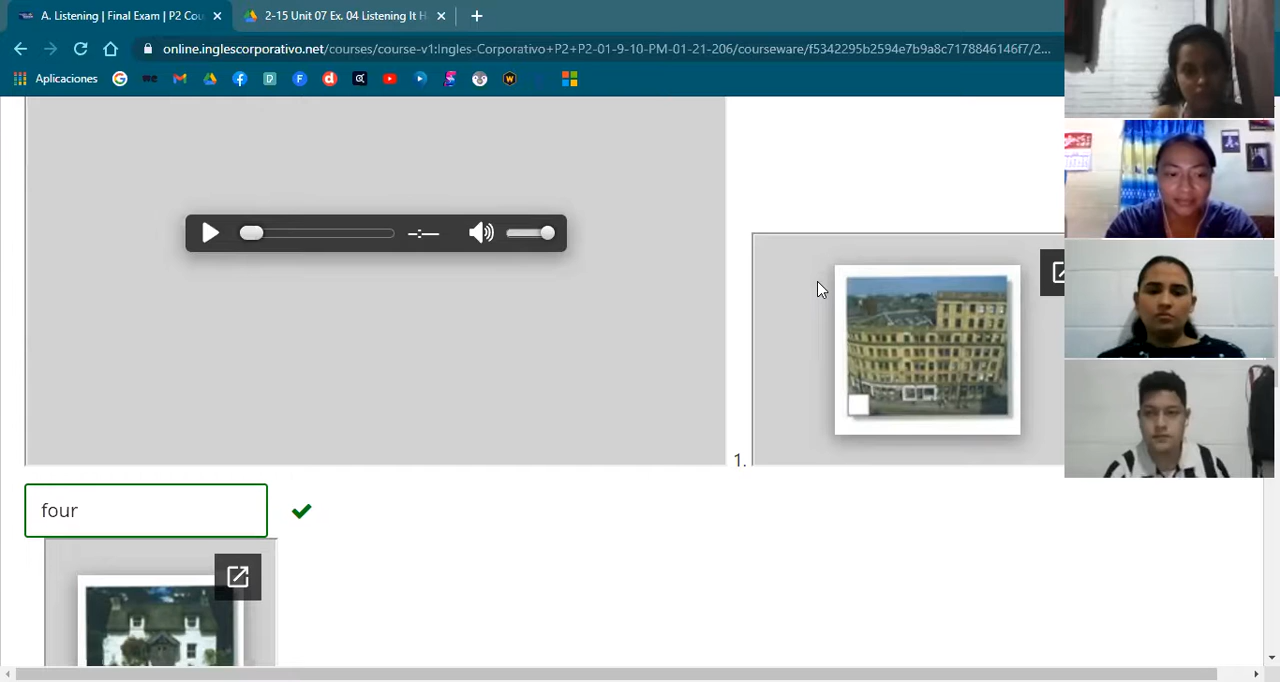 A. Listening | Final Exam | P2 Cou
2-15 Unit 07 Ex. 04 Listening It H
online.inglescorporativo.net/courses/course-v1:Ingles-Corporativo+P2+P2-01-9-10-PM-01-21-206/courseware/f5342295b2594e7b9a8c7178846146f7/2...
Aplicaciones
-:--
1.
four